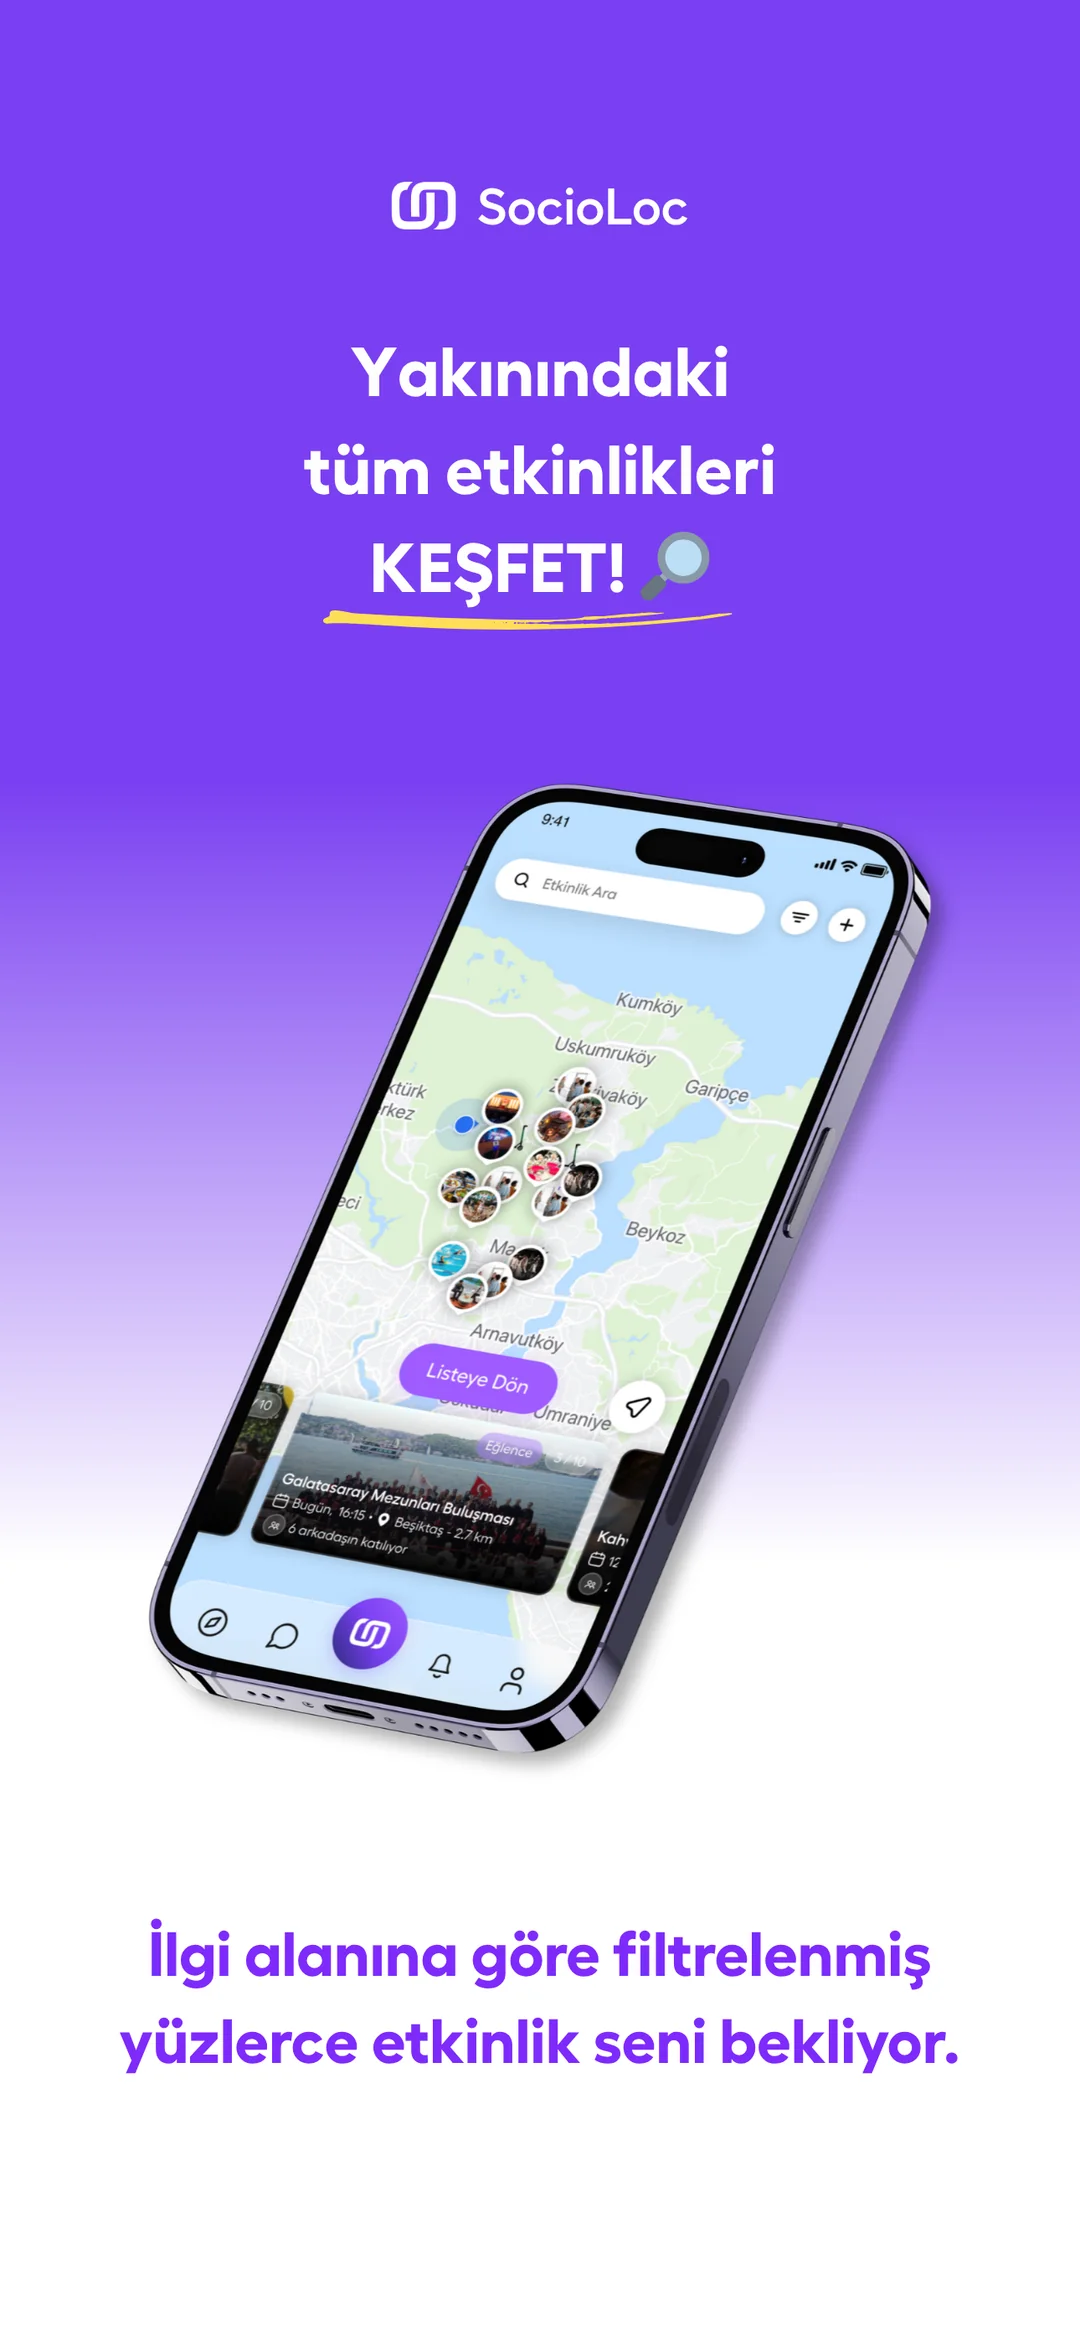 SocioLoc
Yakınındaki
tüm etkinlikleri
KEŞFET!
9:41
Etkinlik Ara
Kumköy
Uskumruköy
Garipçe
Beykoz
Arnavutköy
Listeye Dön
Ümraniye
Eğlence
Galatasaray Mezunları Buluşması
Bugün, 16:15 • Beşiktaş - 2.7 km
6 arkadaşın katılıyor
İlgi alanına göre filtrelenmiş
yüzlerce etkinlik seni bekliyor.